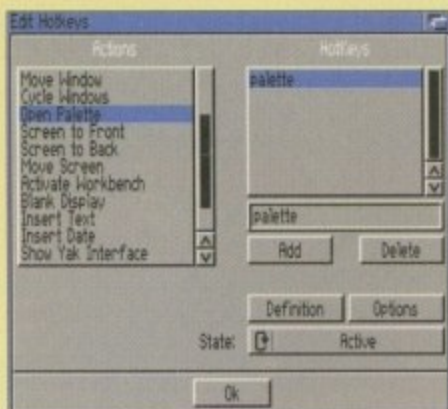 Edit Hotkeys
Actions
Move Window
Cycle Windows
Open Palette
Screen to Front
Screen to Back
Move Screen
Activate Workbench
Blank Display
Insert Text
Insert Date
Show Yak Interface
HotKeys
palette
palette
Add Delete
Definition Options
State: Active
Ok